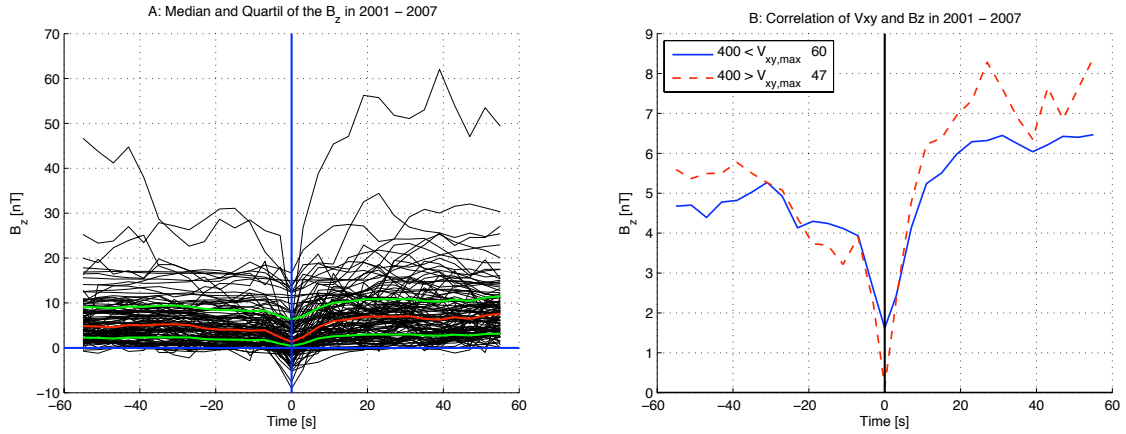 A: Median and Quartil of the B_z in 2001 – 2007
70
60
50
40
30
20
10
0
−10
B_z [nT]
−60 −40 −20 0 20 40 60
Time [s]
B: Correlation of Vxy and Bz in 2001 – 2007
9
8
7
6
5
4
3
2
1
0
B_z [nT]
400 < V_xy,max 60
400 > V_xy,max 47
−60 −40 −20 0 20 40 60
Time [s]